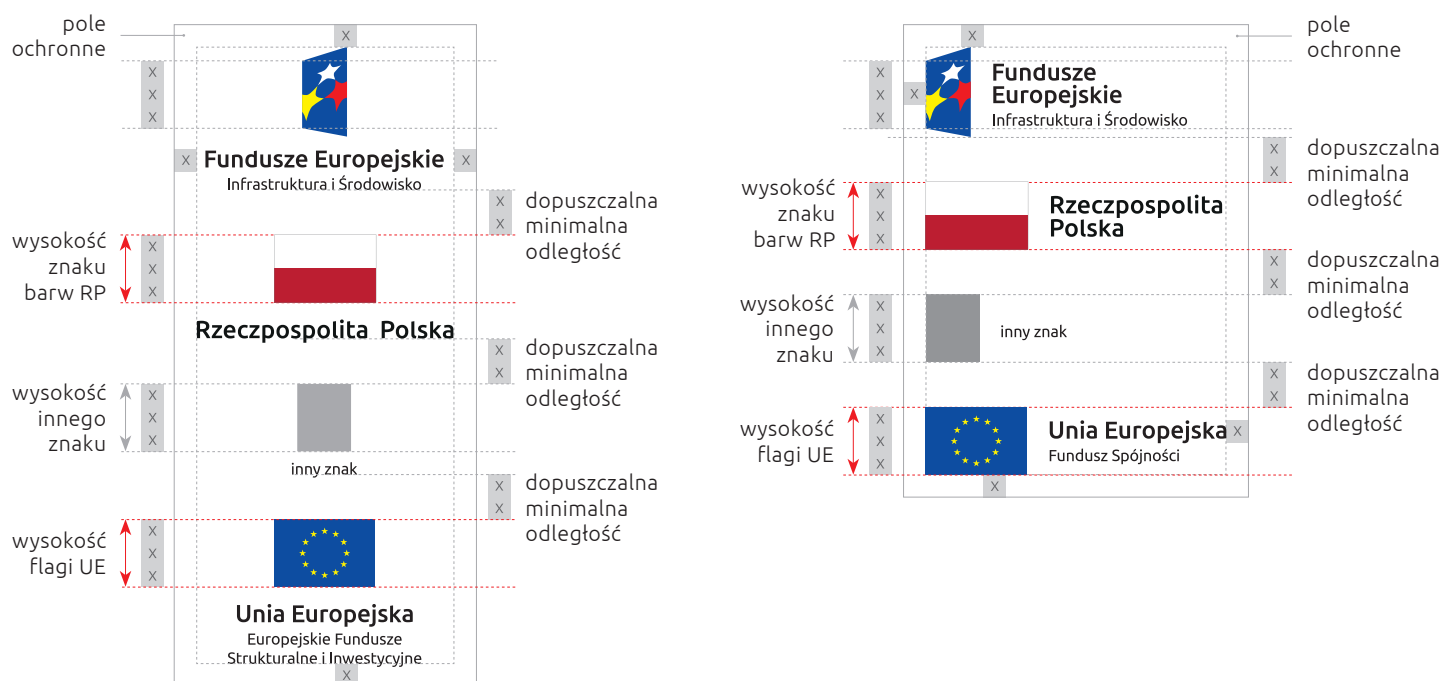 pole
ochronne
x
x
x
x
x
Fundusze Europejskie
x
Infrastruktura i Środowisko
x
x
dopuszczalna
minimalna
odległość
wysokość
znaku
barw RP
x
x
x
Rzeczpospolita Polska
x
x
dopuszczalna
minimalna
odległość
wysokość
innego
znaku
x
x
x
inny znak
x
x
dopuszczalna
minimalna
odległość
wysokość
flagi UE
x
x
x
Unia Europejska
Europejskie Fundusze
Strukturalne i Inwestycyjne
x
pole
ochronne
x
x
x
x
x
Fundusze
Europejskie
Infrastruktura i Środowisko
x
x
dopuszczalna
minimalna
odległość
wysokość
znaku
barw RP
x
x
x
Rzeczpospolita
Polska
x
x
dopuszczalna
minimalna
odległość
wysokość
innego
znaku
x
x
x
inny znak
x
x
dopuszczalna
minimalna
odległość
wysokość
flagi UE
x
x
x
Unia Europejska
x
Fundusz Spójności
x